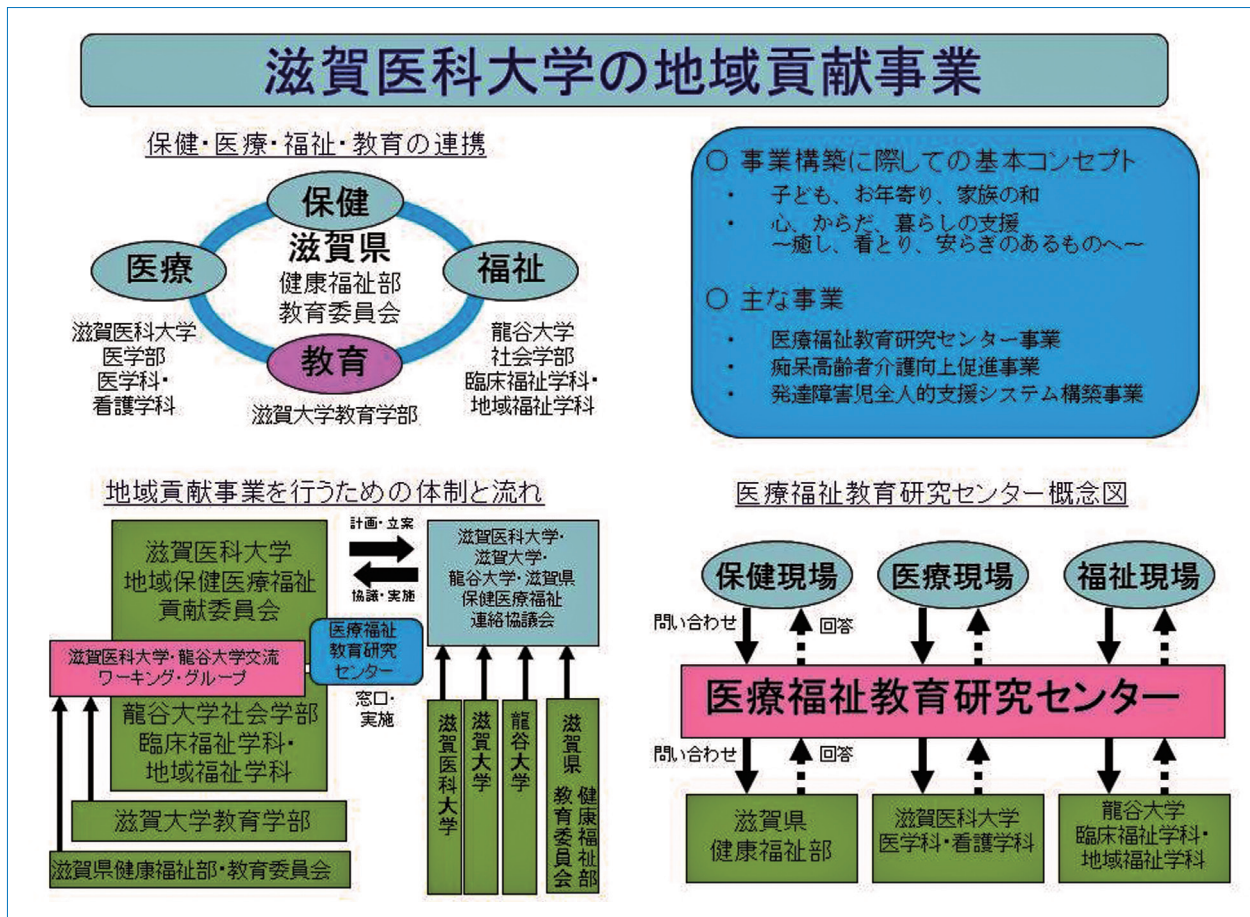 滋賀医科大学の地域貢献事業
保健・医療・福祉・教育の連携
保健
滋賀県
健康福祉部
教育委員会
医療
滋賀医科大学
医学部
医学科・
看護学科
福祉
龍谷大学
社会学部
臨床福祉学科・
地域福祉学科
教育
滋賀大学教育学部
○ 事業構築に際しての基本コンセプト
・ 子ども、お年寄り、家族の和
・ 心、からだ、暮らしの支援
～癒し、看とり、安らぎのあるものへ～
○ 主な事業
・ 医療福祉教育研究センター事業
・ 痴呆高齢者介護向上促進事業
・ 発達障害児全人的支援システム構築事業
地域貢献事業を行うための体制と流れ
滋賀医科大学
地域保健医療福祉
貢献委員会
滋賀医科大学・龍谷大学交流
ワーキング・グループ
龍谷大学社会学部
臨床福祉学科・
地域福祉学科
滋賀大学教育学部
滋賀県健康福祉部・教育委員会
計画・立案
協議・実施
医療福祉
教育研究
センター
窓口・
実施
滋賀医科大学・
滋賀大学・
龍谷大学・滋賀県
保健医療福祉
連絡協議会
滋賀医科大学
滋賀大学
龍谷大学
滋賀県
健康福祉部
教育委員会
医療福祉教育研究センター概念図
保健現場
医療現場
福祉現場
問い合わせ
回答
医療福祉教育研究センター
問い合わせ
回答
滋賀県
健康福祉部
滋賀医科大学
医学科・看護学科
龍谷大学
臨床福祉学科・
地域福祉学科